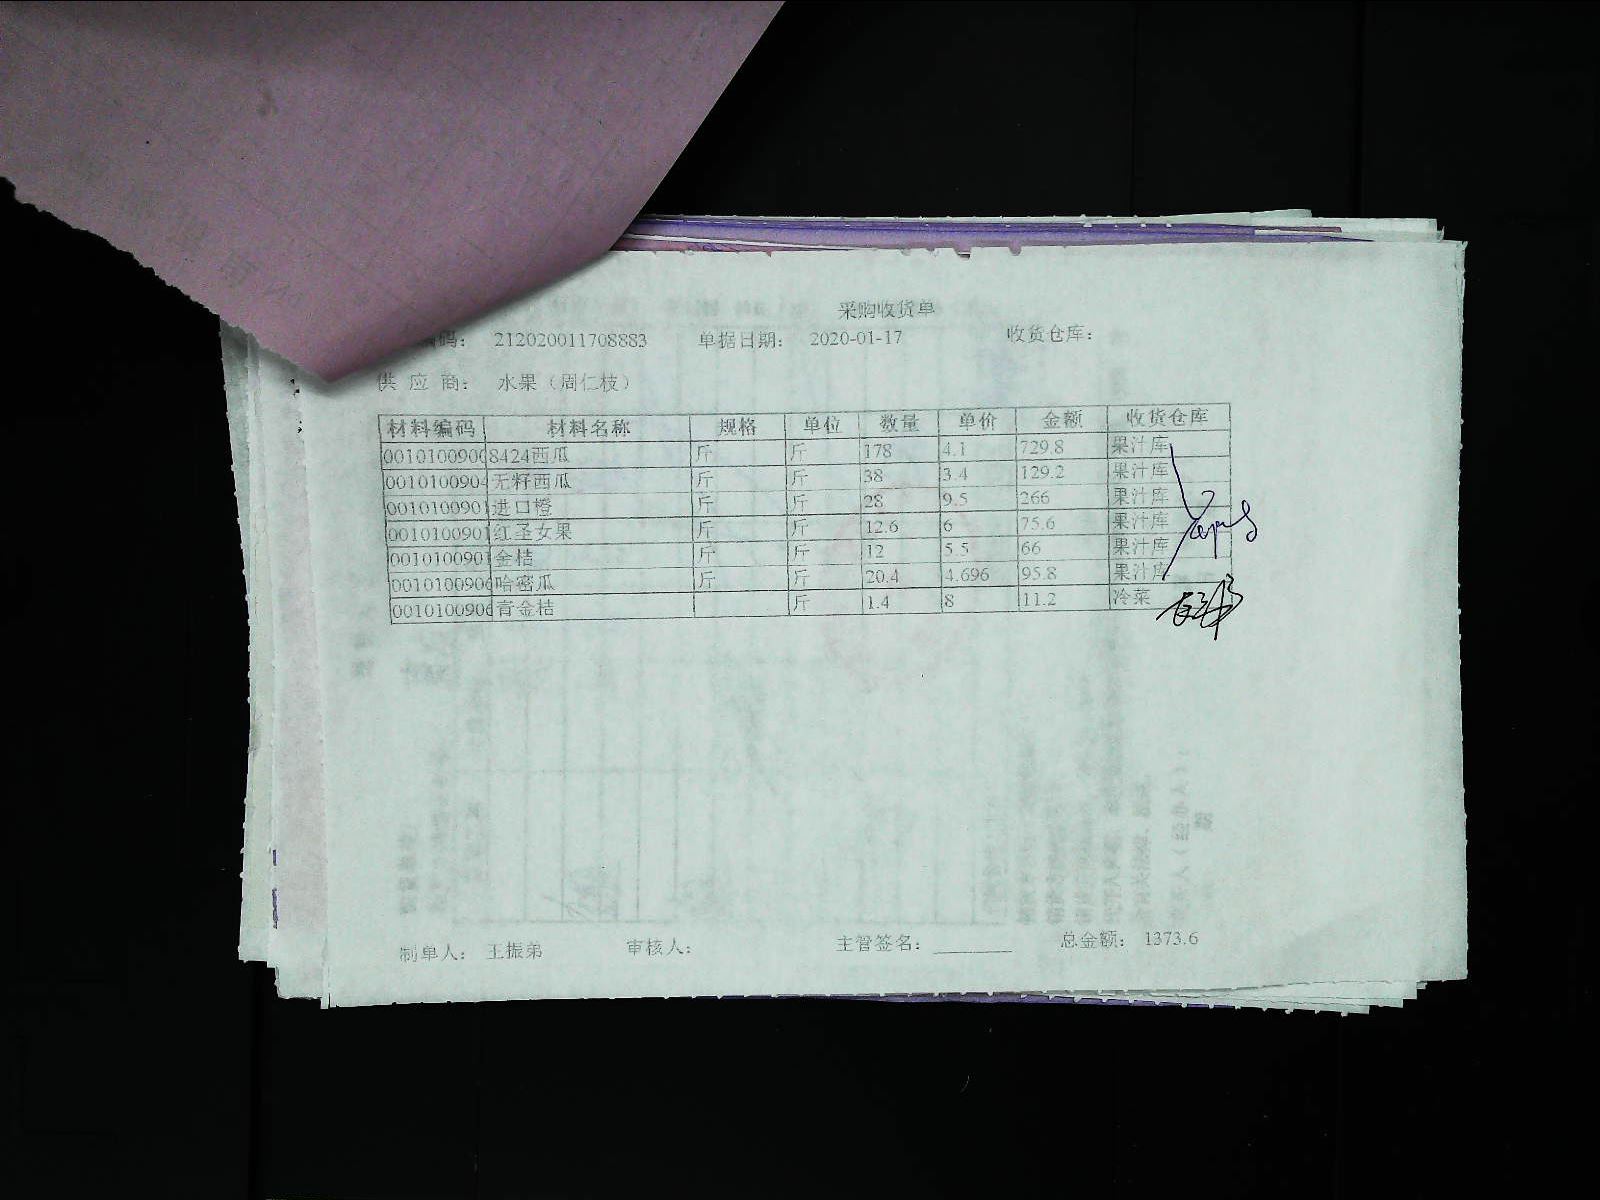 采购收货单
编码： 212020011708883 单据日期： 2020-01-17 收货仓库：
供 应 商： 水果（周仁枝）
材料编码 材料名称 规格 单位 数量 单价 金额 收货仓库
0010100900 8424西瓜 斤 斤 178 4.1 729.8 果汁库
0010100904 无籽西瓜 斤 斤 38 3.4 129.2 果汁库
0010100901 进口橙 斤 斤 28 9.5 266 果汁库
0010100901 红圣女果 斤 斤 12.6 6 75.6 果汁库
0010100901 金桔 斤 斤 12 5.5 66 果汁库
0010100906 哈密瓜 斤 斤 20.4 4.696 95.8 果汁库
0010100906 青金桔 斤 1.4 8 11.2 冷菜
制单人： 王振弟 审核人： 主管签名： 总金额： 1373.6